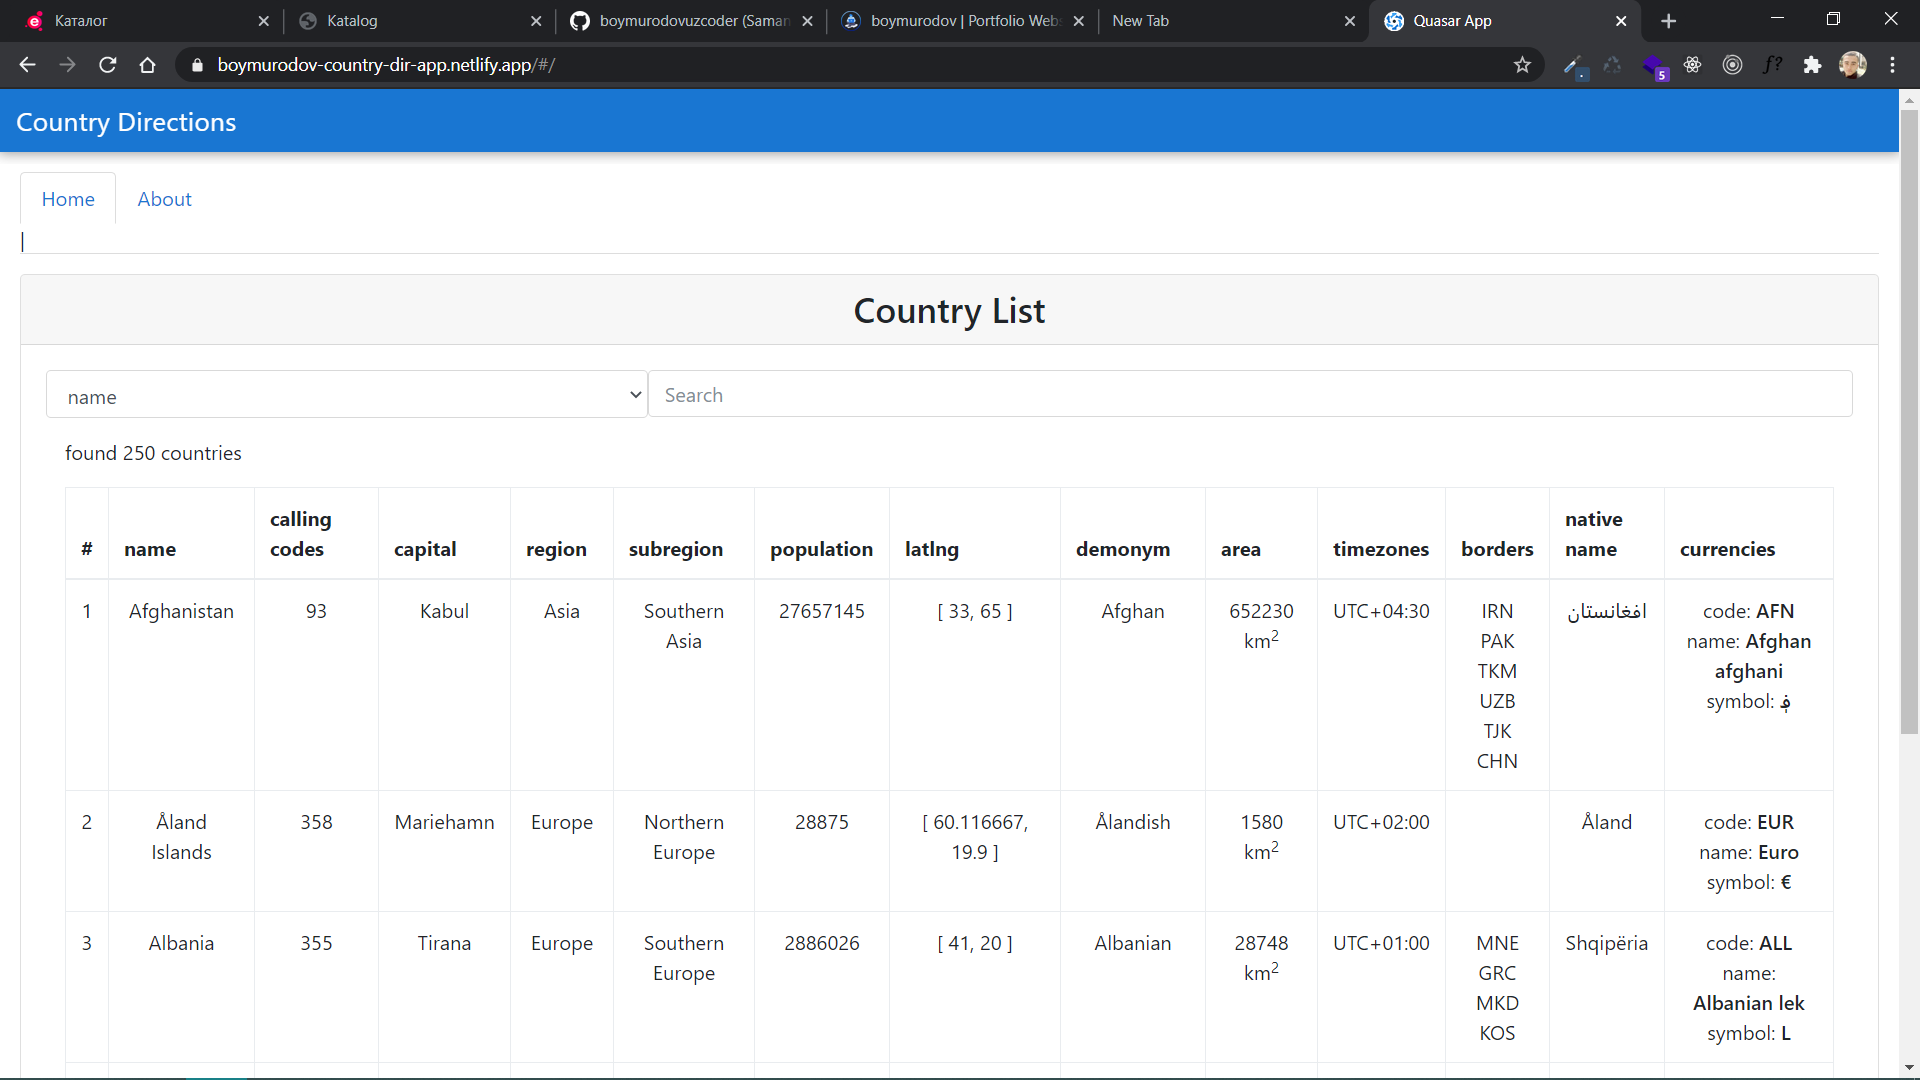 Каталог
Katalog
boymurodovuzcoder (Saman
boymurodov | Portfolio Web
New Tab
Quasar App
boymurodov-country-dir-app.netlify.app/#/
5
f?
Country Directions
Home
About
Country List
name
Search
found 250 countries
# name calling codes capital region subregion population latlng demonym area timezones borders native name currencies
1 Afghanistan 93 Kabul Asia Southern Asia 27657145 [ 33, 65 ] Afghan 652230 km² UTC+04:30 IRN PAK TKM UZB TJK CHN افغانستان code: AFN name: Afghan afghani symbol: ؋
2 Åland Islands 358 Mariehamn Europe Northern Europe 28875 [ 60.116667, 19.9 ] Ålandish 1580 km² UTC+02:00 Åland code: EUR name: Euro symbol: €
3 Albania 355 Tirana Europe Southern Europe 2886026 [ 41, 20 ] Albanian 28748 km² UTC+01:00 MNE GRC MKD KOS Shqipëria code: ALL name: Albanian lek symbol: L